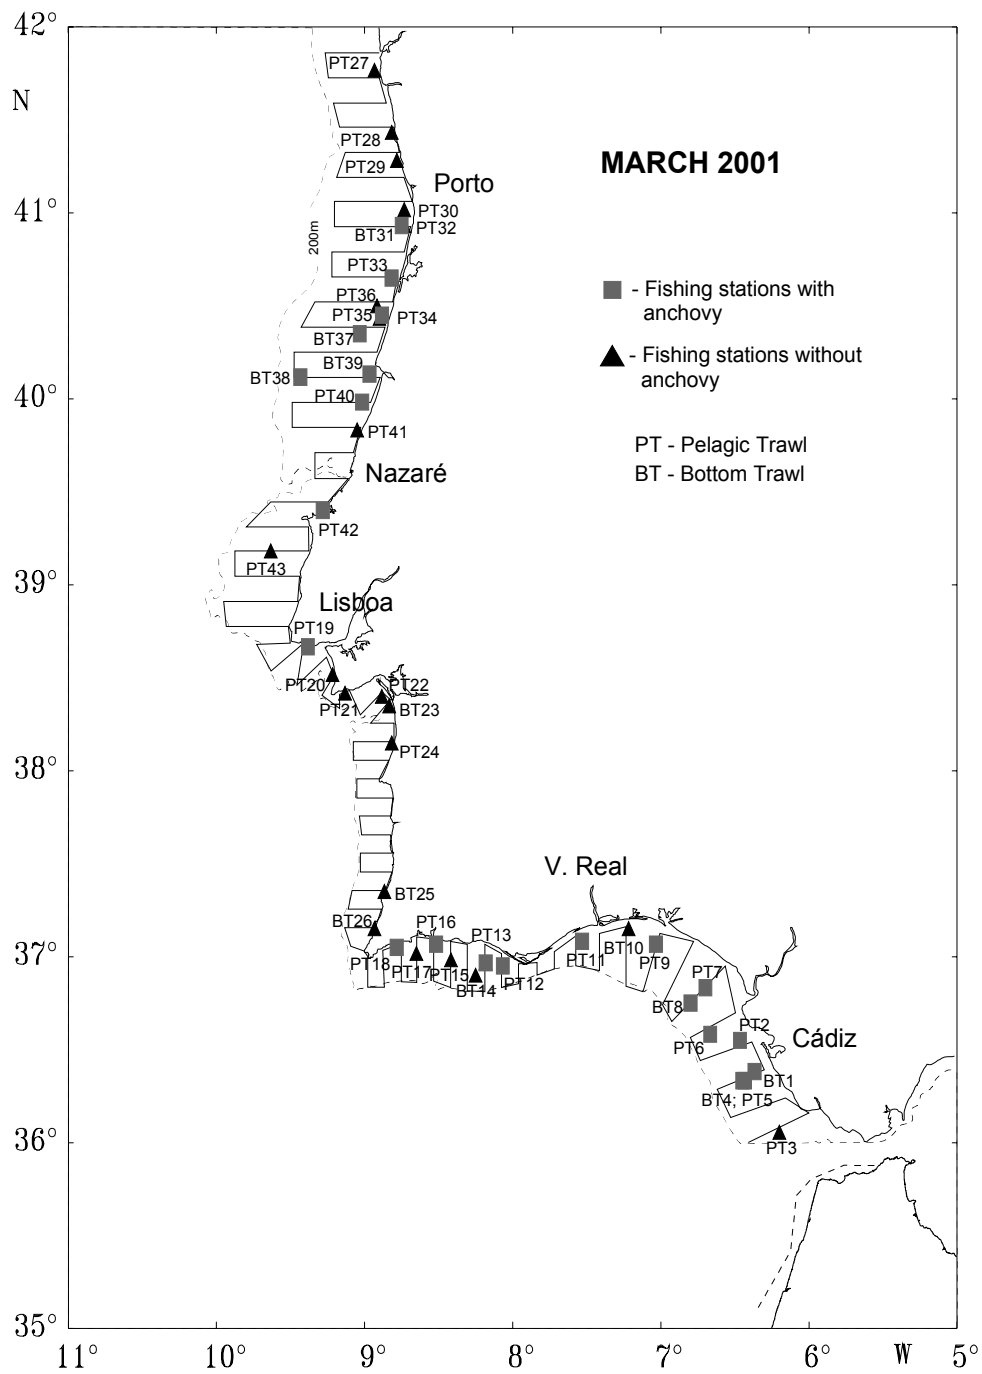 42°
PT27
N
PT28
MARCH 2001
PT29
Porto
41°
PT30
BT31
PT32
200m
PT33
- Fishing stations with
anchovy
PT36
PT35
PT34
BT37
- Fishing stations without
anchovy
BT39
BT38
40°
PT40
PT41
PT - Pelagic Trawl
BT - Bottom Trawl
Nazaré
PT42
PT43
39°
Lisboa
PT19
PT20
PT22
PT21
BT23
PT24
38°
V. Real
BT25
BT26
PT16
PT13
37°
PT18
PT17
PT15
BT14
PT12
PT11
BT10
PT9
PT7
BT8
PT2
PT6
Cádiz
BT1
BT4; PT5
36°
PT3
35°
11°
10°
9°
8°
7°
6°
W
5°